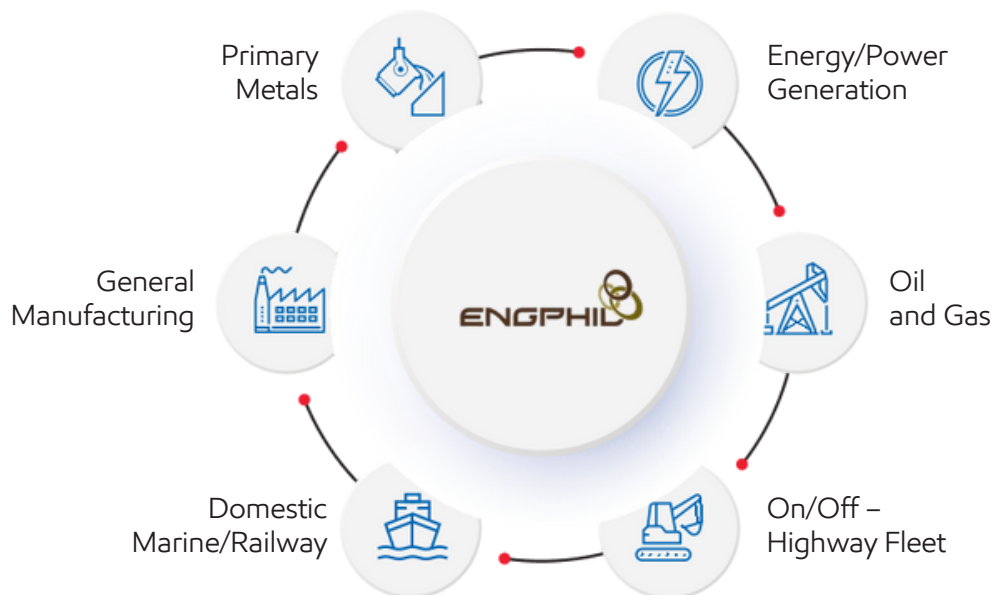 Primary
Metals
Energy/Power
Generation
General
Manufacturing
ENGPHIL
Oil
and Gas
Domestic
Marine/Railway
On/Off –
Highway Fleet